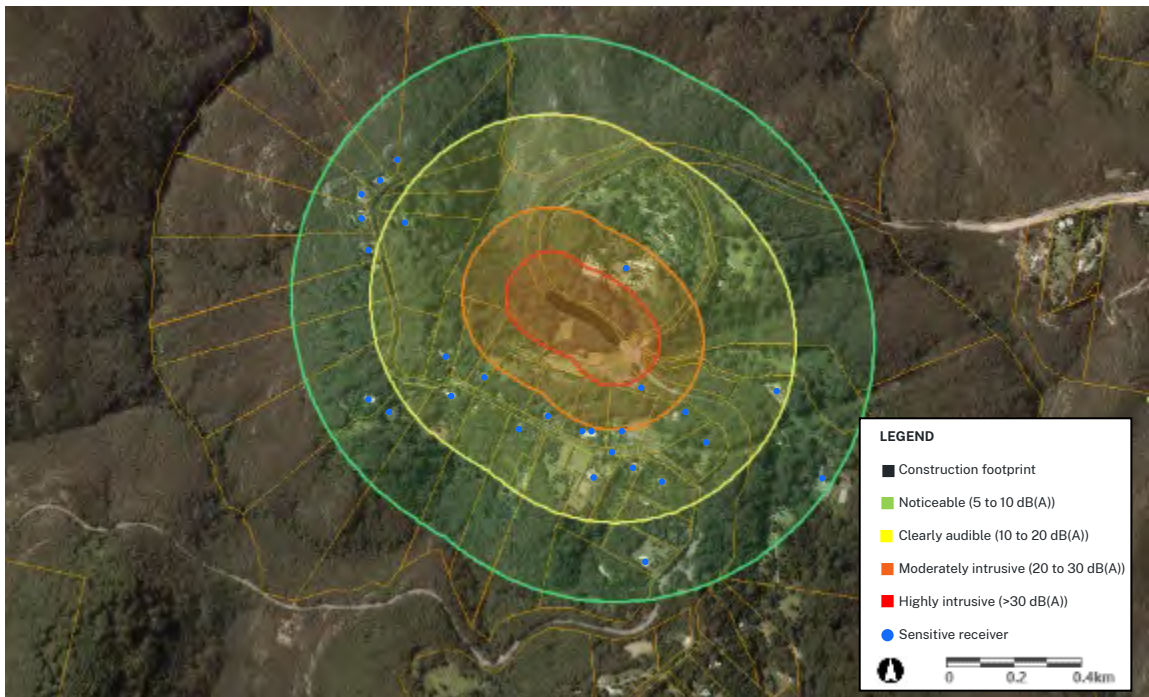 LEGEND
Construction footprint
Noticeable (5 to 10 dB(A))
Clearly audible (10 to 20 dB(A))
Moderately intrusive (20 to 30 dB(A))
Highly intrusive (>30 dB(A))
Sensitive receiver
0 0.2 0.4km